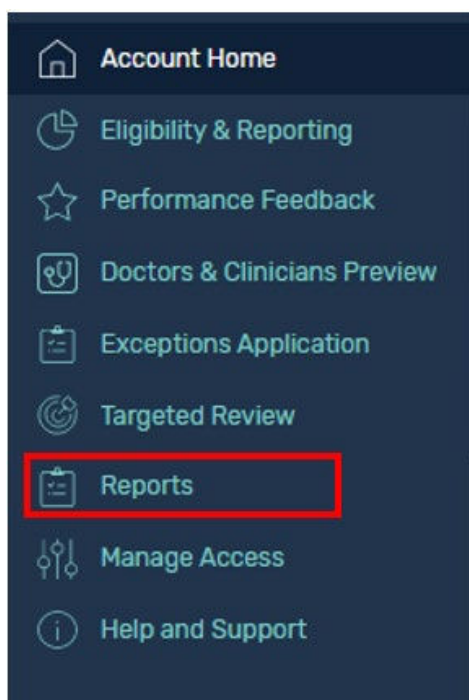 Account Home
Eligibility & Reporting
Performance Feedback
Doctors & Clinicians Preview
Exceptions Application
Targeted Review
Reports
Manage Access
Help and Support